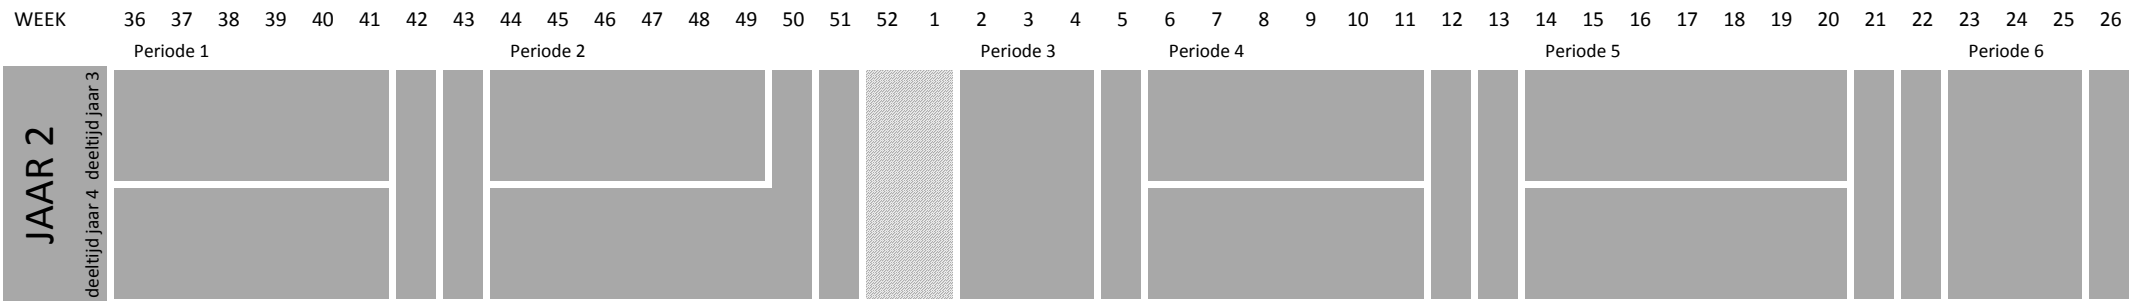 WEEK 36 37 38 39 40 41 42 43 44 45 46 47 48 49 50 51 52 1 2 3 4 5 6 7 8 9 10 11 12 13 14 15 16 17 18 19 20 21 22 23 24 25 26
Periode 1 Periode 2 Periode 3 Periode 4 Periode 5 Periode 6
JAAR 2
deeltijd jaar 3
deeltijd jaar 4